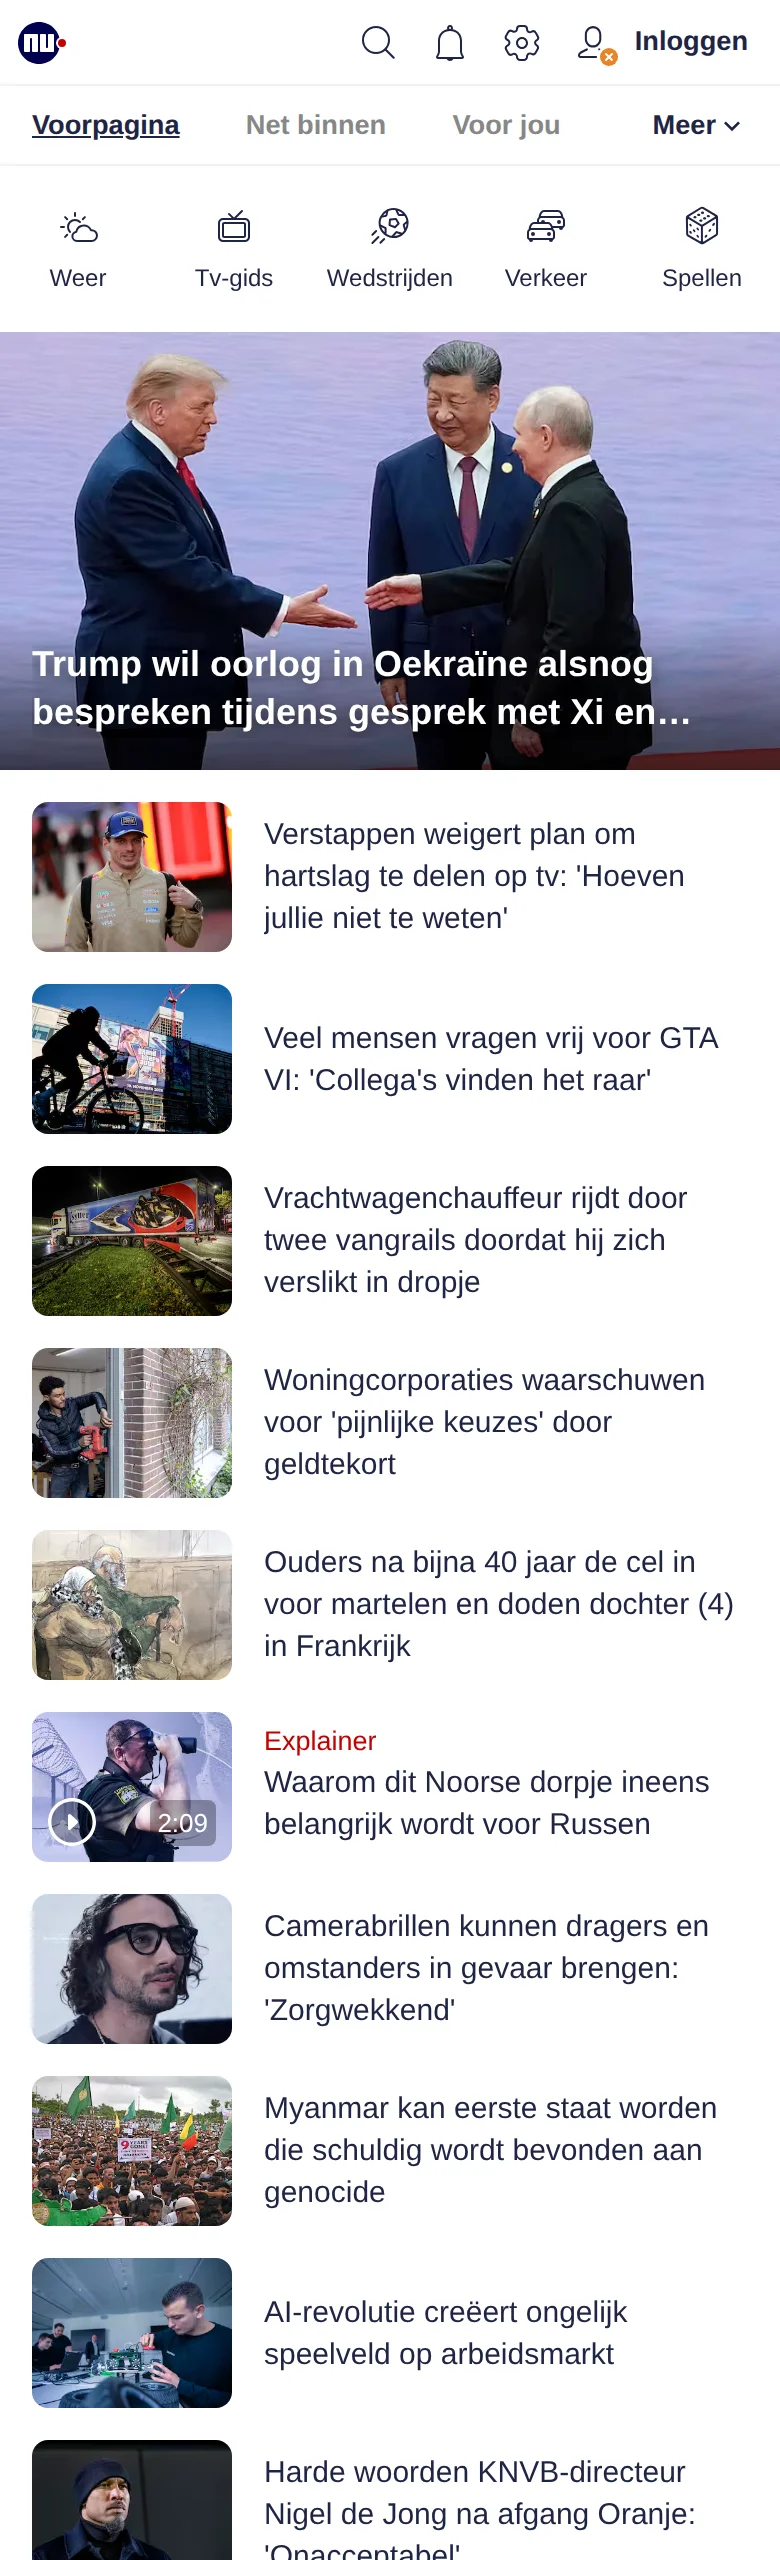 nu
Inloggen
Voorpagina
Net binnen
Voor jou
Meer
Weer
Tv-gids
Wedstrijden
Verkeer
Spellen
Trump wil oorlog in Oekraïne alsnog
bespreken tijdens gesprek met Xi en…
Verstappen weigert plan om
hartslag te delen op tv: 'Hoeven
jullie niet te weten'
Veel mensen vragen vrij voor GTA
VI: 'Collega's vinden het raar'
Vrachtwagenchauffeur rijdt door
twee vangrails doordat hij zich
verslikt in dropje
Woningcorporaties waarschuwen
voor 'pijnlijke keuzes' door
geldtekort
Ouders na bijna 40 jaar de cel in
voor martelen en doden dochter (4)
in Frankrijk
2:09
Explainer
Waarom dit Noorse dorpje ineens
belangrijk wordt voor Russen
Camerabrillen kunnen dragers en
omstanders in gevaar brengen:
'Zorgwekkend'
9 YEARS
Myanmar kan eerste staat worden
die schuldig wordt bevonden aan
genocide
AI-revolutie creëert ongelijk
speelveld op arbeidsmarkt
Harde woorden KNVB-directeur
Nigel de Jong na afgang Oranje:
'Onacceptabel'